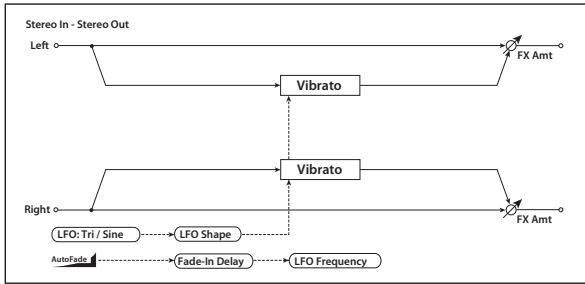 Stereo In - Stereo Out
Left
FX Amt
Vibrato
Vibrato
Right
FX Amt
LFO: Tri / Sine
LFO Shape
AutoFade
Fade-In Delay
LFO Frequency